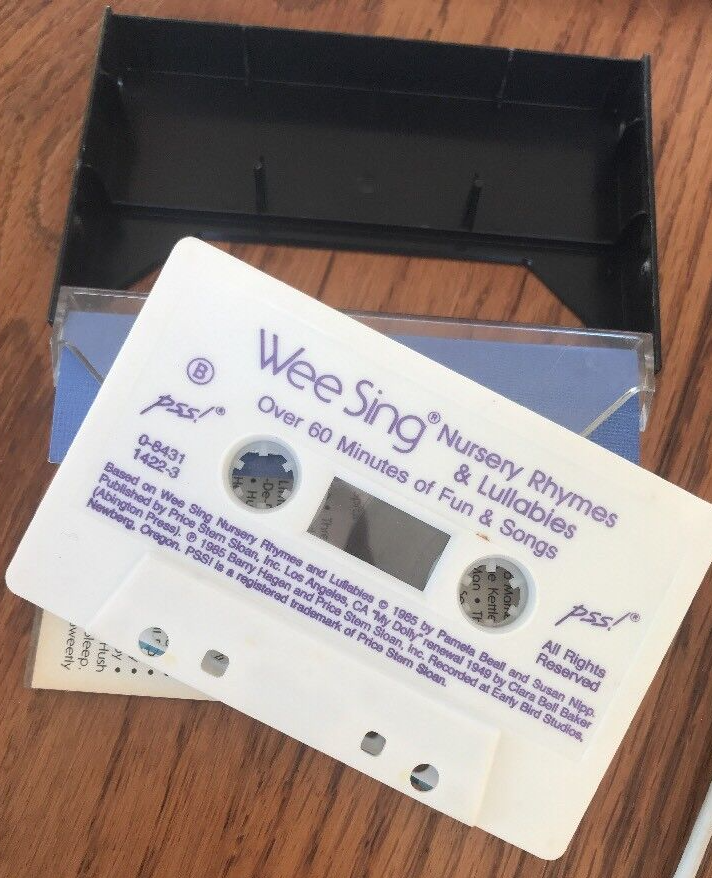 Wee Sing® Nursery Rhymes
& Lullabies
Over 60 Minutes of Fun & Songs
B
pss!®
0-8431
1422-3
Based on Wee Sing Nursery Rhymes and Lullabies © 1985 by Pamela Beall and Susan Nipp.
Published by Price Stern Sloan, Inc. Los Angeles, CA "My Dolly" renewal 1949 by Clara Bell Baker
(Abington Press). ℗ 1985 Barry Hagen and Price Stern Sloan, Inc. Recorded at Early Bird Studios,
Newberg, Oregon. PSS! is a registered trademark of Price Stern Sloan.
pss!®
All Rights
Reserved
Hush
Sleep,
weetly